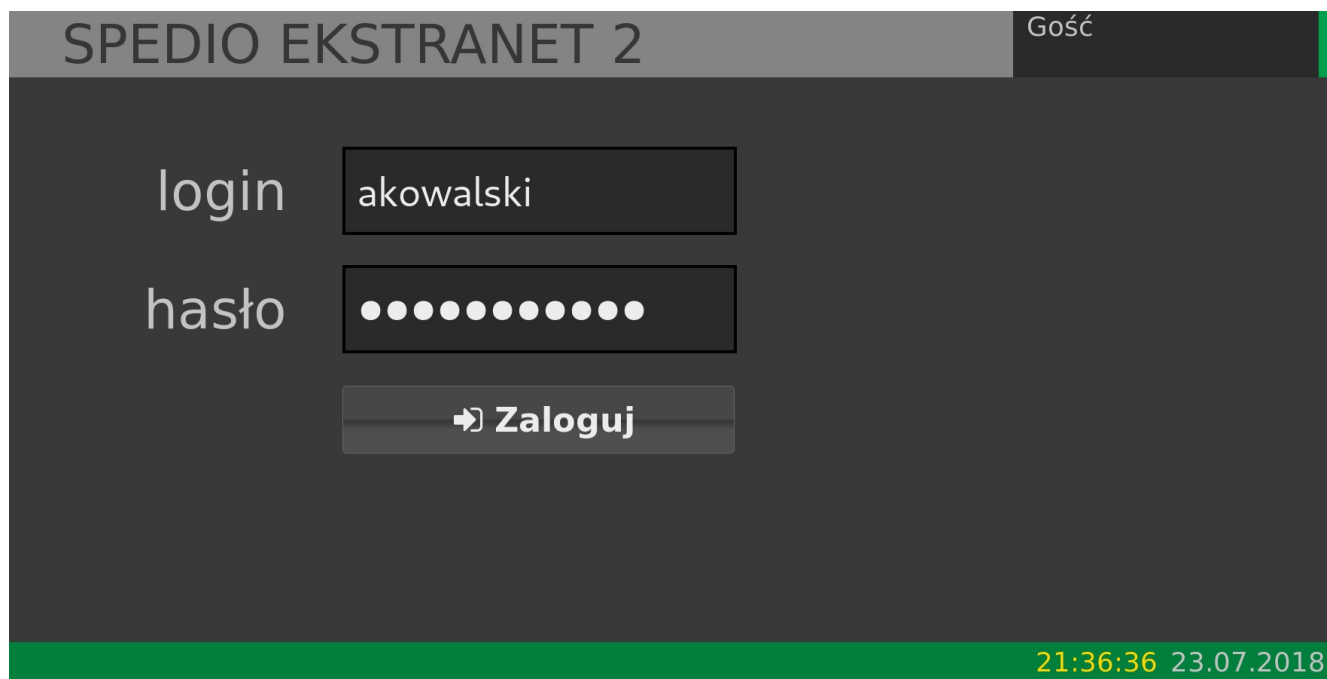 SPEDIO EKSTRANET 2
Gość
login
akowalski
hasło
●●●●●●●●●●●
Zaloguj
21:36:36 23.07.2018